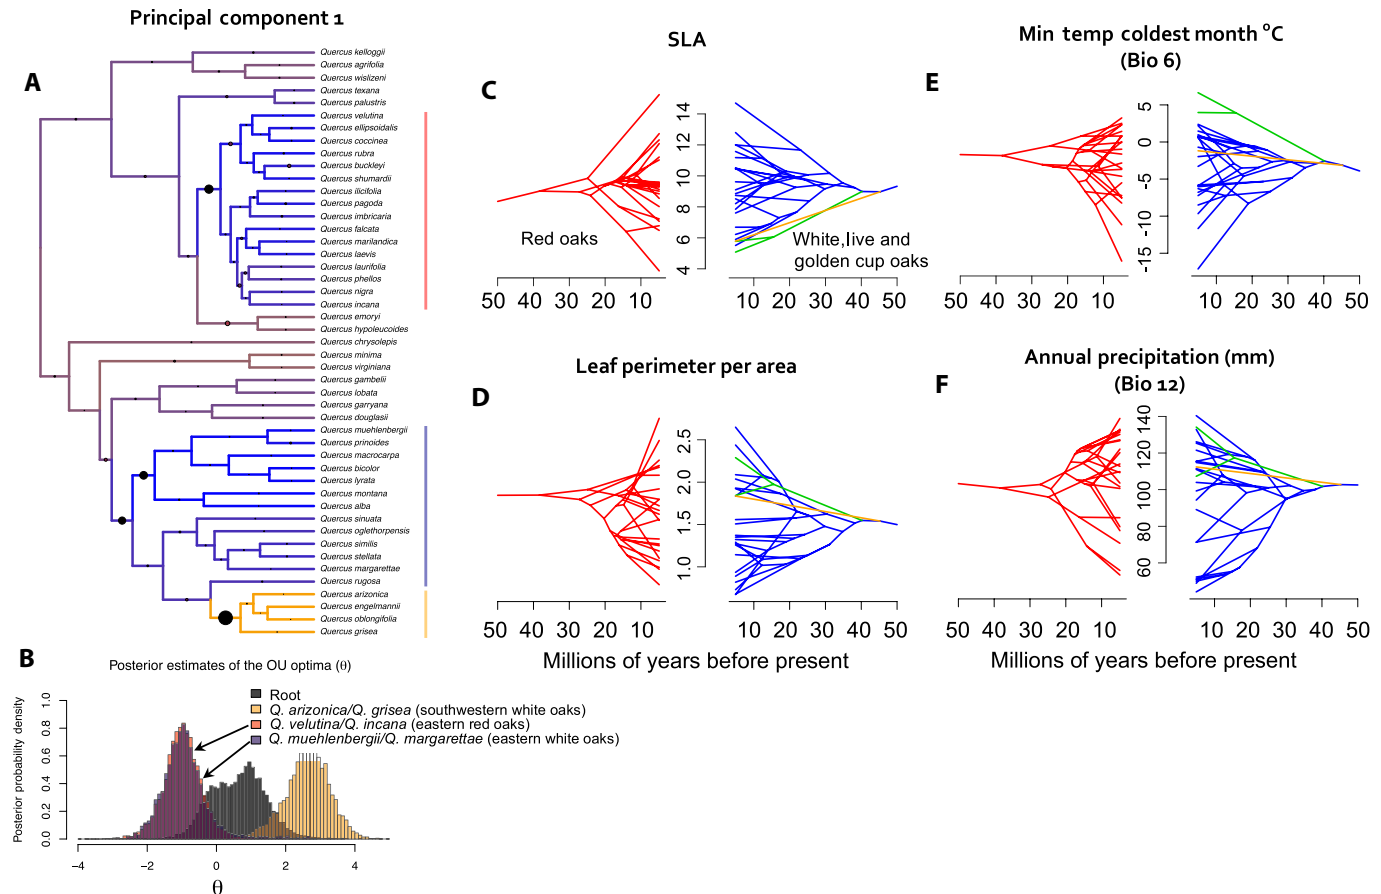 Principal component 1
A
Quercus kelloggii
Quercus agrifolia
Quercus wislizeni
Quercus texana
Quercus palustris
Quercus velutina
Quercus ellipsoidalis
Quercus coccinea
Quercus rubra
Quercus buckleyi
Quercus shumardii
Quercus ilicifolia
Quercus pagoda
Quercus imbricaria
Quercus falcata
Quercus marilandica
Quercus laevis
Quercus laurifolia
Quercus phellos
Quercus nigra
Quercus incana
Quercus emoryi
Quercus hypoleucoides
Quercus chrysolepis
Quercus minima
Quercus virginiana
Quercus gambelii
Quercus lobata
Quercus garryana
Quercus douglasii
Quercus muehlenbergii
Quercus prinoides
Quercus macrocarpa
Quercus bicolor
Quercus lyrata
Quercus montana
Quercus alba
Quercus sinuata
Quercus oglethorpensis
Quercus similis
Quercus stellata
Quercus margarettae
Quercus rugosa
Quercus arizonica
Quercus engelmannii
Quercus oblongifolia
Quercus grisea
B
Posterior estimates of the OU optima (θ)
Root
Q. arizonica/Q. grisea (southwestern white oaks)
Q. velutina/Q. incana (eastern red oaks)
Q. muehlenbergii/Q. margarettae (eastern white oaks)
Posterior probability density
1.0
0.8
0.6
0.4
0.2
0.0
−4 −2 0 2 4
θ
SLA
C
14
12
10
8
6
4
Red oaks
White,live and
golden cup oaks
50 40 30 20 10
10 20 30 40 50
Leaf perimeter per area
D
2.5
2.0
1.5
1.0
50 40 30 20 10
10 20 30 40 50
Millions of years before present
Min temp coldest month °C
(Bio 6)
E
5
0
-5
-10
-15
50 40 30 20 10
10 20 30 40 50
Annual precipitation (mm)
(Bio 12)
F
140
120
100
80
60
50 40 30 20 10
10 20 30 40 50
Millions of years before present